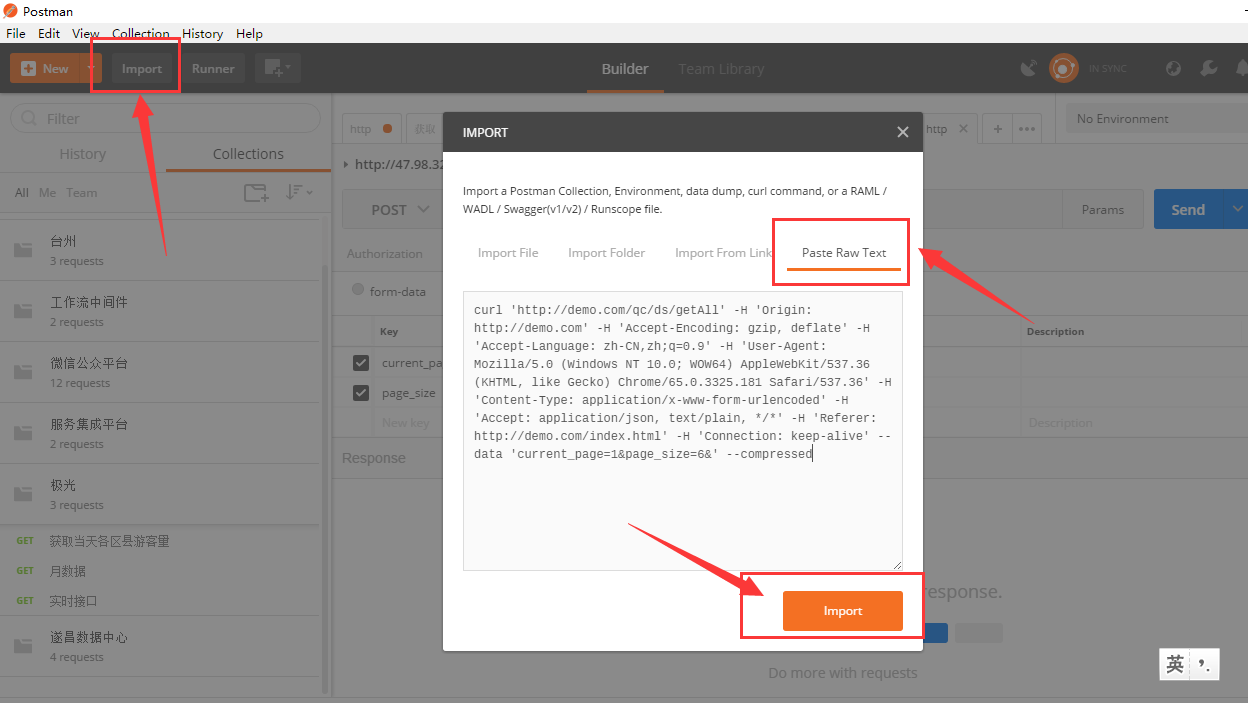 Postman
File Edit View Collection History Help
New Import Runner Builder Team Library IN SYNC
Filter
http 获取 http + ••• No Environment
History Collections
http://47.98.32
All Me Team
POST Params Send
Authorization
form-data
Key Description
current_pa
page_size
New key Description
Response
台州
3 requests
工作流中间件
2 requests
微信公众平台
12 requests
服务集成平台
2 requests
极光
3 requests
GET 获取当天各区县游客量
GET 月数据
GET 实时接口
遂昌数据中心
4 requests
IMPORT
Import a Postman Collection, Environment, data dump, curl command, or a RAML /
WADL / Swagger(v1/v2) / Runscope file.
Import File Import Folder Import From Link Paste Raw Text
curl 'http://demo.com/qc/ds/getAll' -H 'Origin:
http://demo.com' -H 'Accept-Encoding: gzip, deflate' -H
'Accept-Language: zh-CN,zh;q=0.9' -H 'User-Agent:
Mozilla/5.0 (Windows NT 10.0; WOW64) AppleWebKit/537.36
(KHTML, like Gecko) Chrome/65.0.3325.181 Safari/537.36' -H
'Content-Type: application/x-www-form-urlencoded' -H
'Accept: application/json, text/plain, */*' -H 'Referer:
http://demo.com/index.html' -H 'Connection: keep-alive' --
data 'current_page=1&page_size=6&' --compressed
Import
response.
Do more with requests
英 ,.